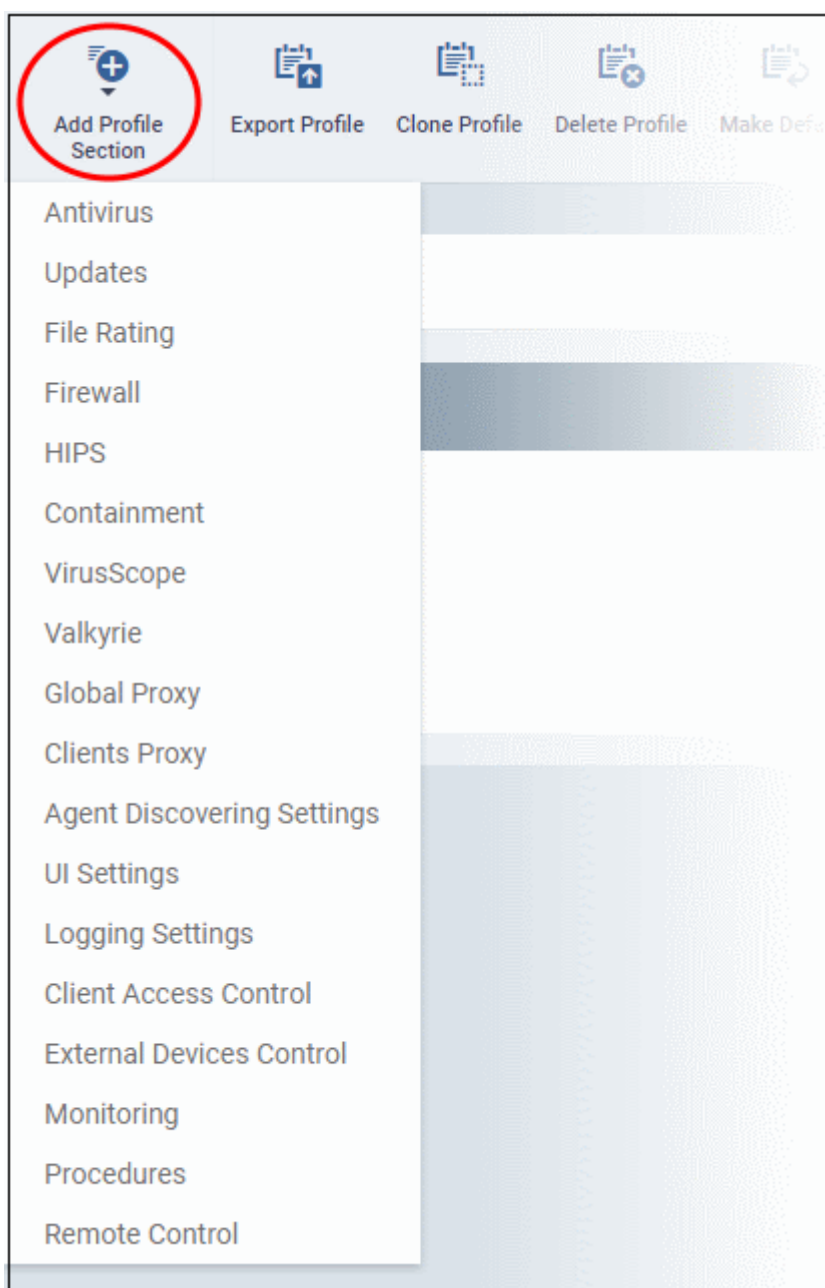 Add Profile
Section
Export Profile
Clone Profile
Delete Profile
Make
Antivirus
Updates
File Rating
Firewall
HIPS
Containment
VirusScope
Valkyrie
Global Proxy
Clients Proxy
Agent Discovering Settings
UI Settings
Logging Settings
Client Access Control
External Devices Control
Monitoring
Procedures
Remote Control